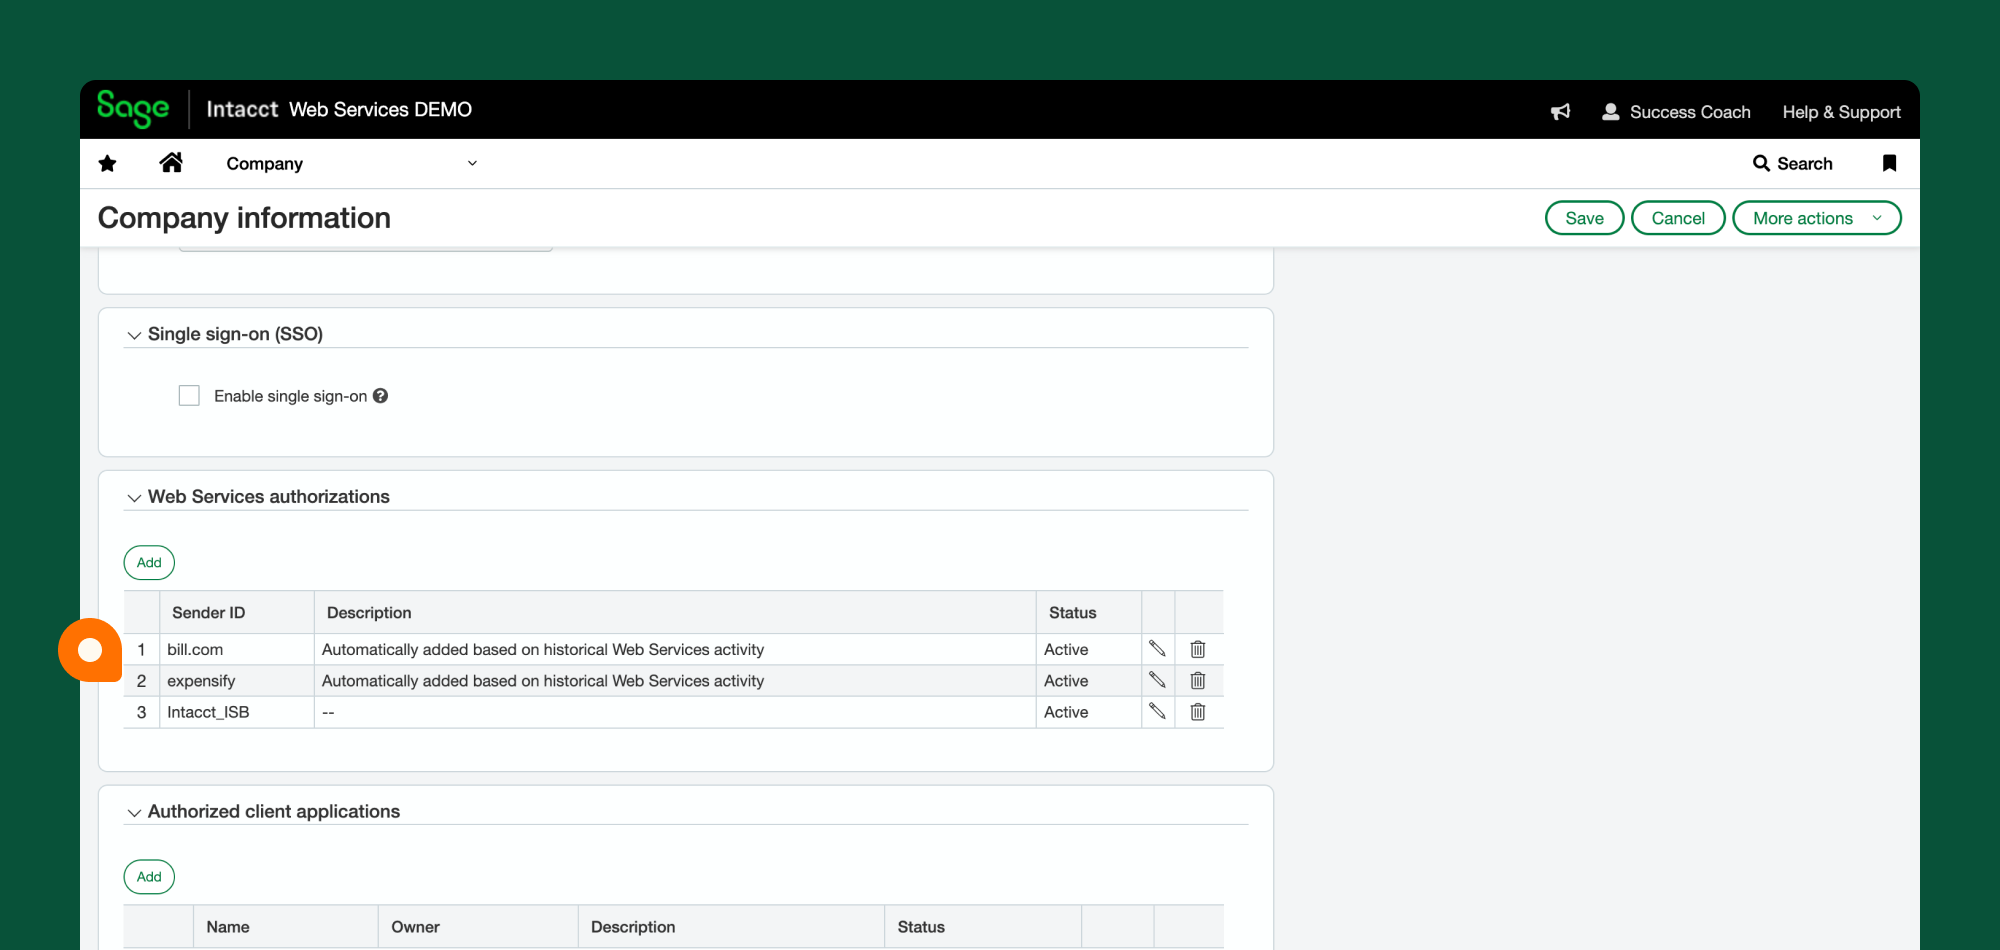 Sage Intacct Web Services DEMO Success Coach Help & Support
Company Search
Company information Save Cancel More actions
Single sign-on (SSO)
Enable single sign-on ?
Web Services authorizations
Add
Sender ID Description Status
1 bill.com Automatically added based on historical Web Services activity Active
2 expensify Automatically added based on historical Web Services activity Active
3 Intacct_ISB -- Active
Authorized client applications
Add
Name Owner Description Status